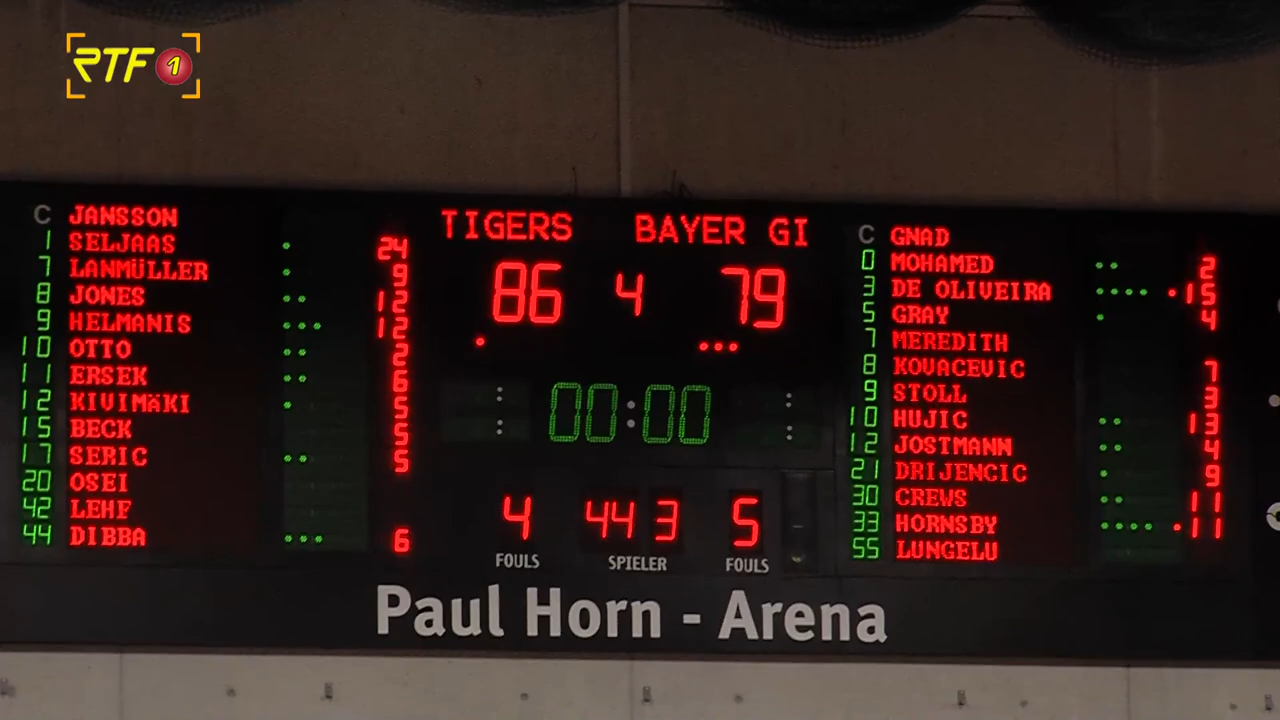 RTF 1
C JANSSON
1 SELJAAS 24
7 LANMÜLLER 9
8 JONES 12
9 HELMANIS 12
10 OTTO 2
11 ERSEK 6
12 KIVIMäKI 5
15 BECK 5
17 SERIC 5
20 OSEI
42 LEHF
44 DIBBA 6
TIGERS BAYER GI
86 4 79
00:00
4 44 3 5
FOULS SPIELER FOULS
C GNAD
0 MOHAMED 2
3 DE OLIVEIRA 15
5 GRAY 4
7 MEREDITH
8 KOVACEVIC 7
9 STOLL 3
10 HUJIC 13
12 JOSTMANN 4
21 DRIJENCIC 9
30 CREWS 11
33 HORNSBY 11
55 LUNGELU
Paul Horn - Arena